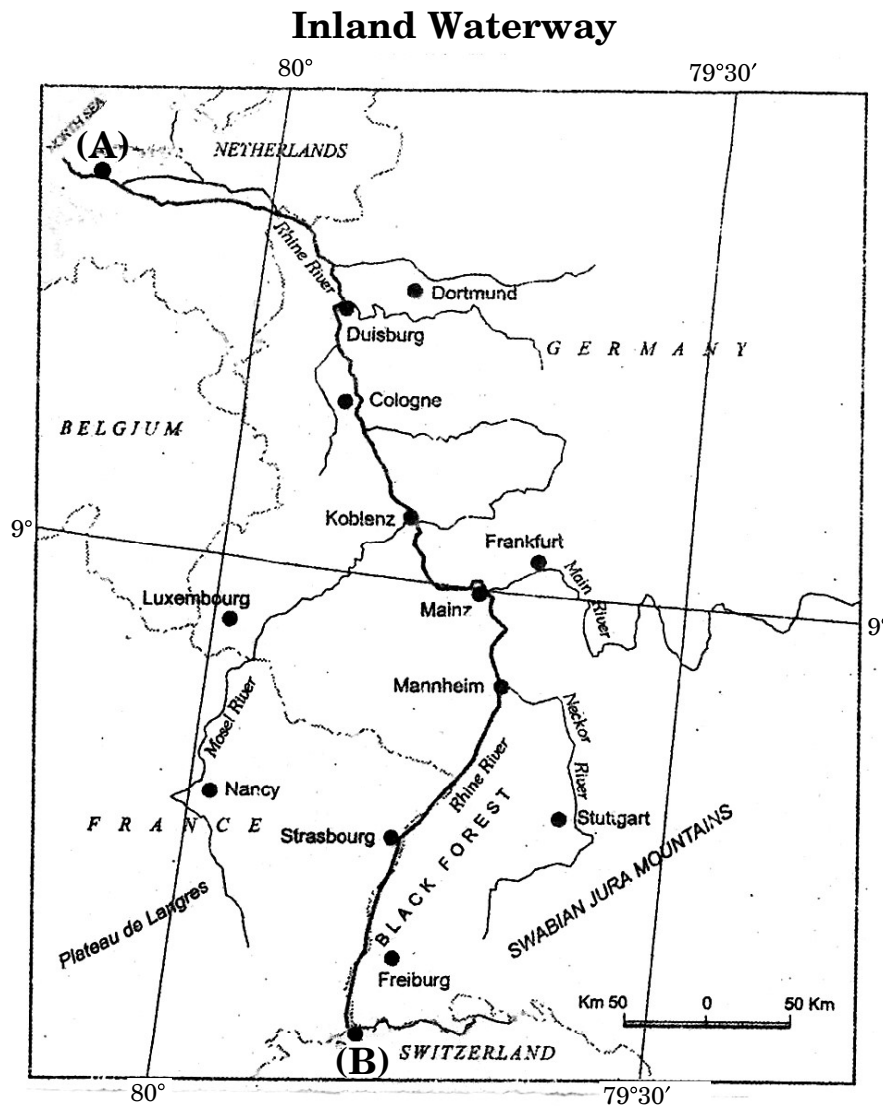 Inland Waterway
80°
79°30′
NORTH SEA
(A)
NETHERLANDS
Rhine River
Dortmund
Duisburg
GERMANY
Cologne
BELGIUM
Koblenz
9°
Frankfurt
Main River
Luxembourg
Mainz
9°
Mannheim
Mosel River
Neckor River
Rhine River
Nancy
FRANCE
Stuttgart
Strasbourg
BLACK FOREST
SWABIAN JURA MOUNTAINS
Plateau de Langres
Freiburg
Km 50 0 50 Km
(B)
SWITZERLAND
80°
79°30′